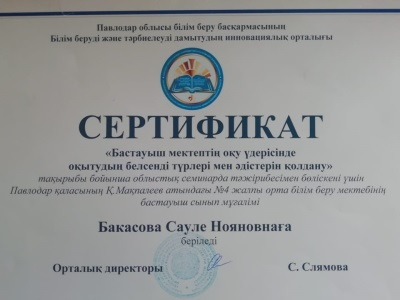 Павлодар облысы білім беру басқармасының
Білім беруді және тәрбиелеуді дамытудың инновациялық орталығы
СЕРТИФИКАТ
«Бастауыш мектептің оқу үдерісінде
оқытудың белсенді түрлері мен әдістерін қолдану»
тақырыбы бойынша облыстық семинарда тәжірибесімен бөліскені үшін
Павлодар қаласының Қ.Мақпалеев атындағы №4 жалпы орта білім беру мектебінің
бастауыш сынып мұғалімі
Бакасова Сауле Нояновнаға
беріледі
Орталық директоры С. Слямова